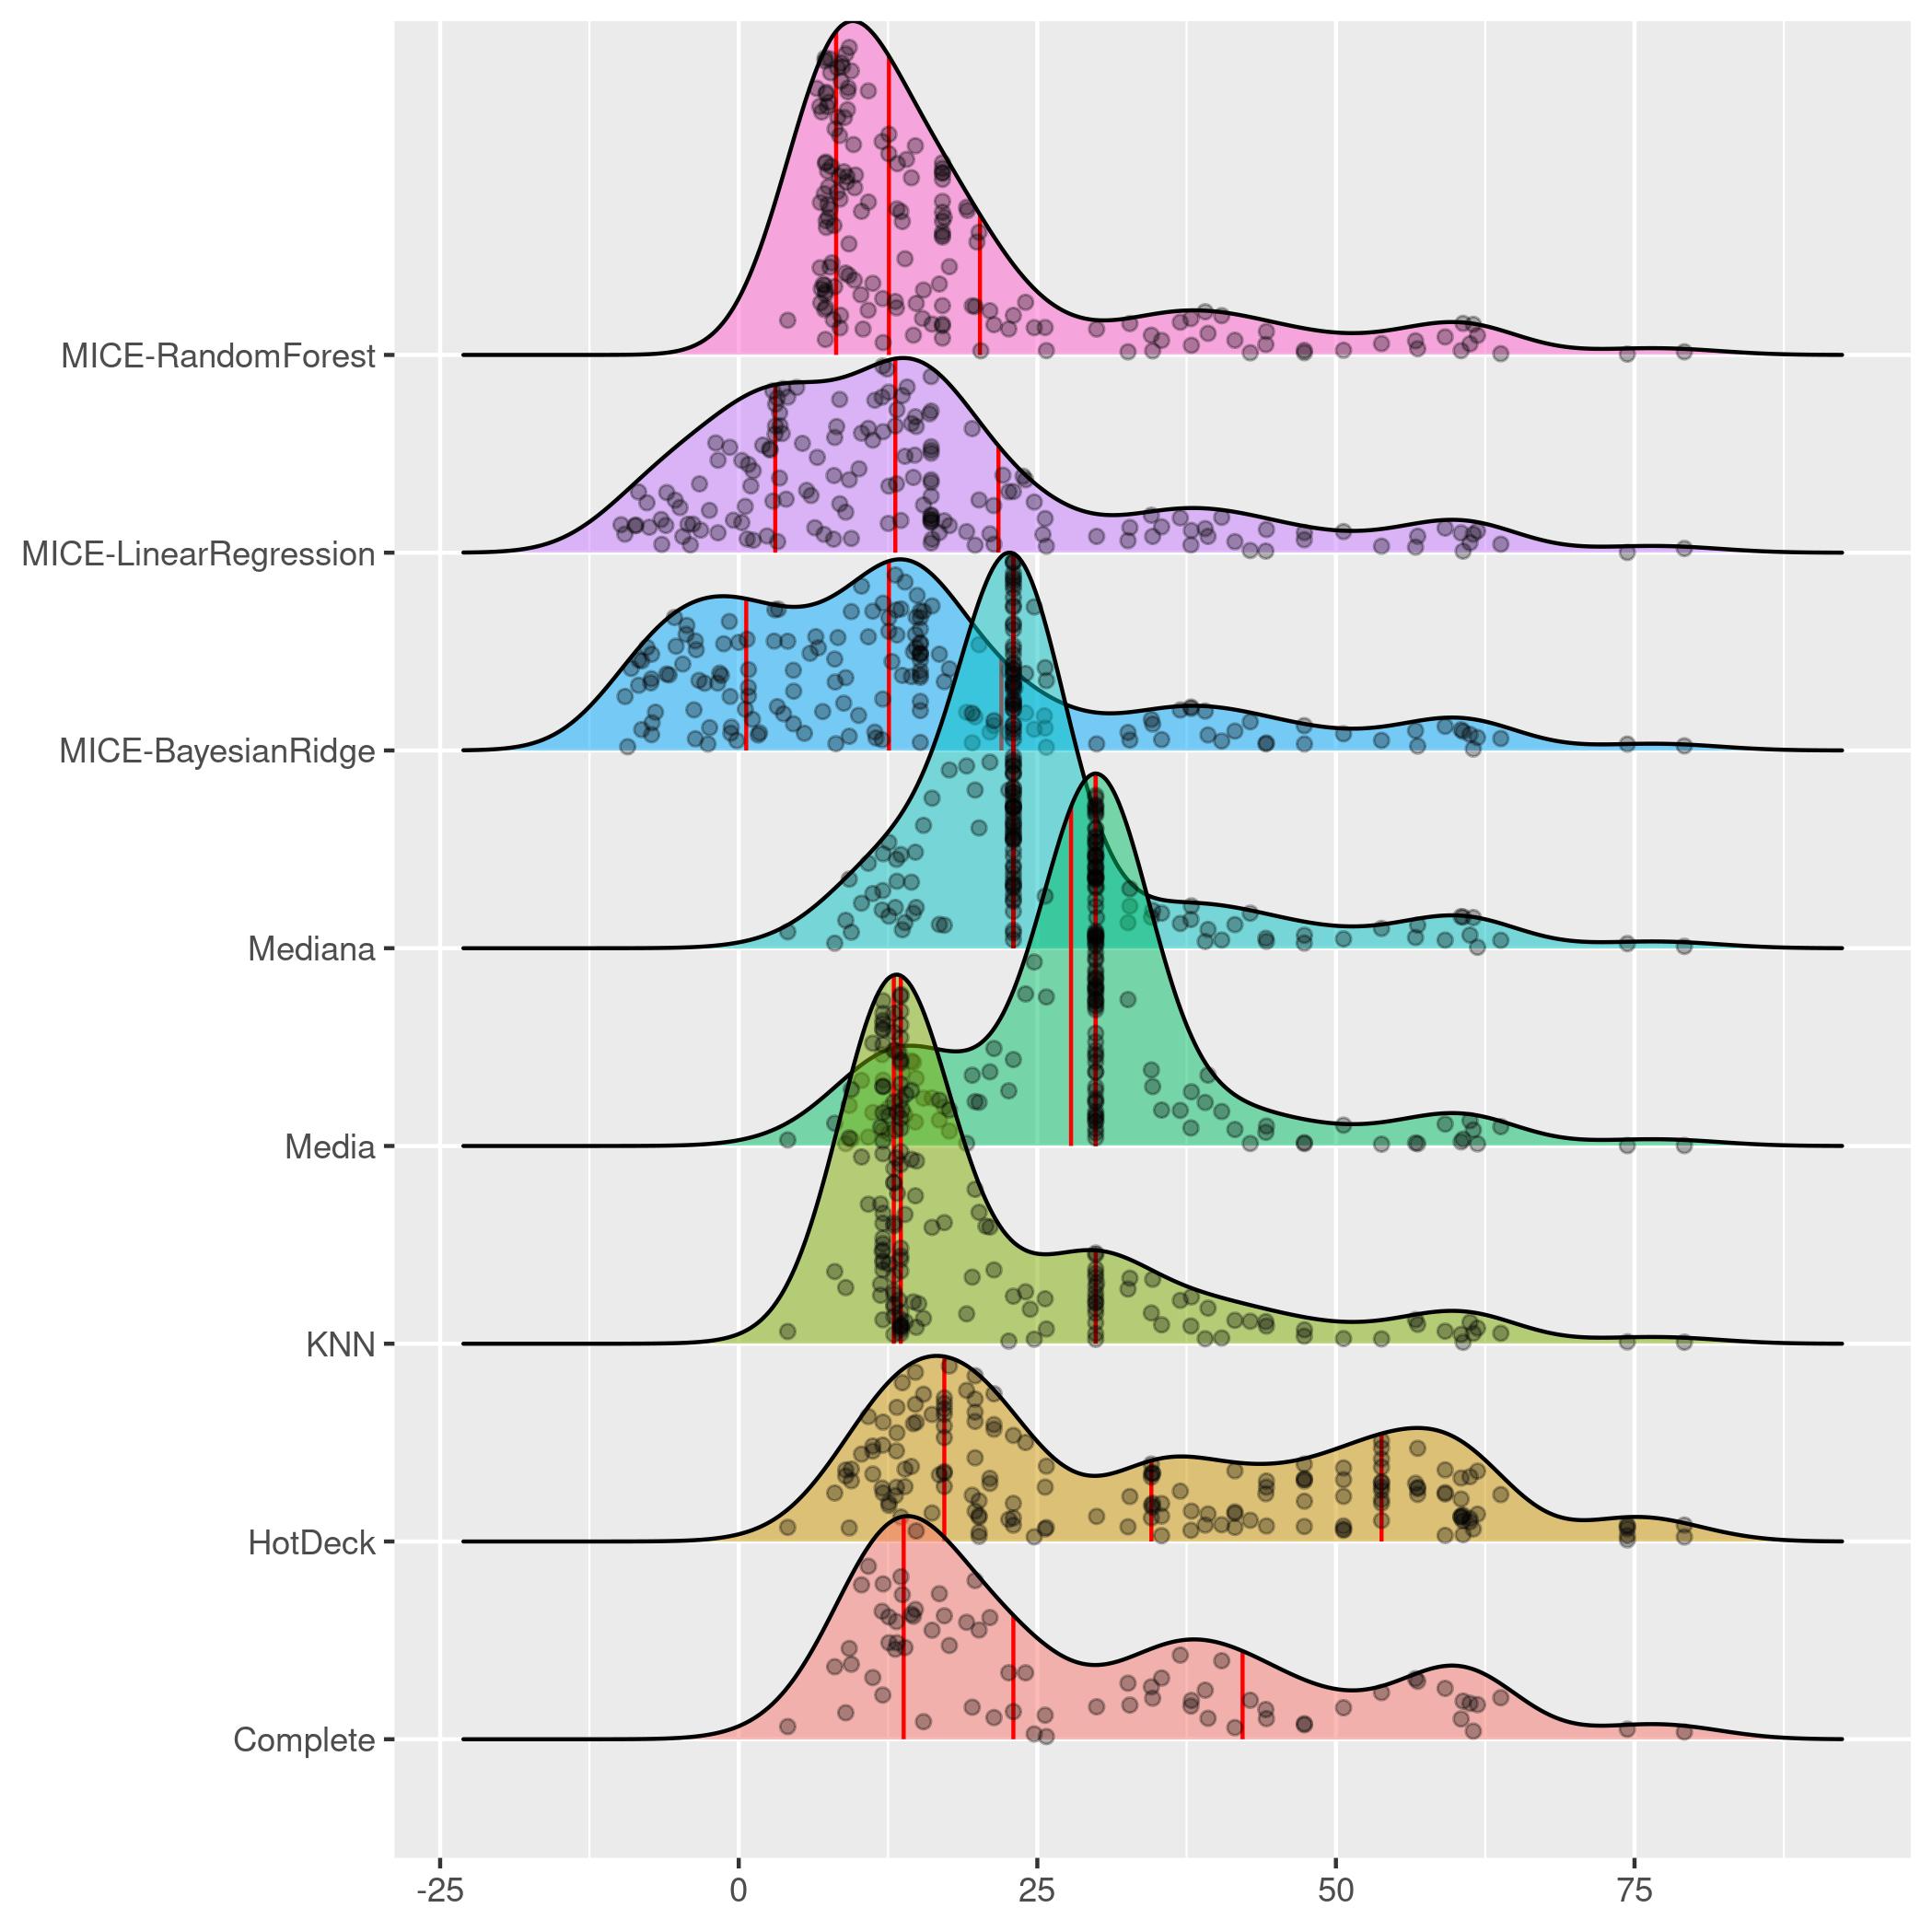 MICE-RandomForest
MICE-LinearRegression
MICE-BayesianRidge
Mediana
Media
KNN
HotDeck
Complete
-25 0 25 50 75